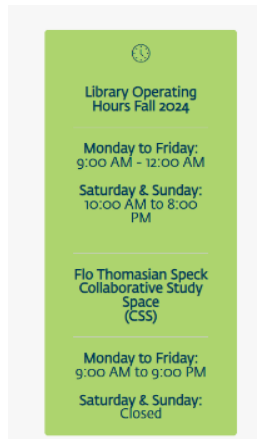 Library Operating
Hours Fall 2024
Monday to Friday:
9:00 AM - 12:00 AM
Saturday & Sunday:
10:00 AM to 8:00
PM
Flo Thomasian Speck
Collaborative Study
Space
(CSS)
Monday to Friday:
9:00 AM to 9:00 PM
Saturday & Sunday:
Closed